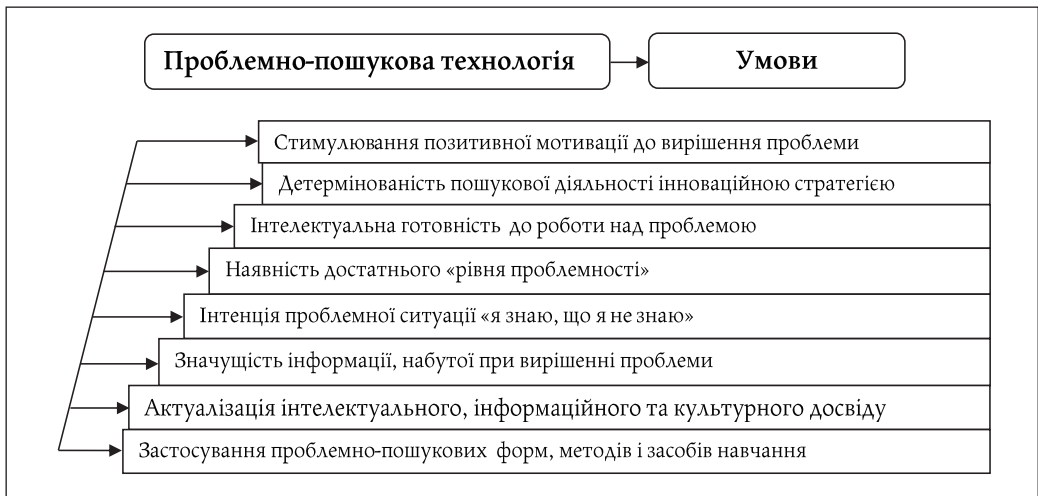 Проблемно-пошукова технологія
Умови
Стимулювання позитивної мотивації до вирішення проблеми
Детермінованість пошукової діяльності інноваційною стратегією
Інтелектуальна готовність до роботи над проблемою
Наявність достатнього «рівня проблемності»
Інтенція проблемної ситуації «я знаю, що я не знаю»
Значущість інформації, набутої при вирішенні проблеми
Актуалізація інтелектуального, інформаційного та культурного досвіду
Застосування проблемно-пошукових форм, методів і засобів навчання